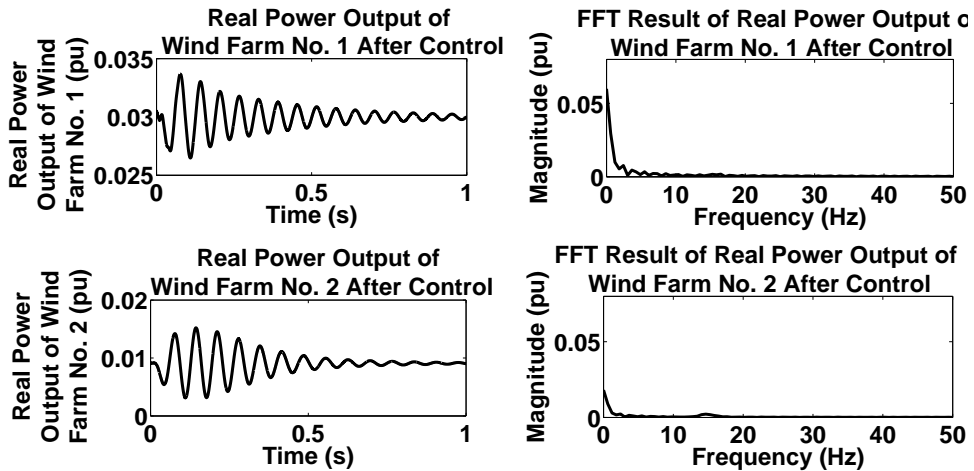 Real Power Output of
Wind Farm No. 1 After Control
Real Power
Output of Wind
Farm No. 1 (pu)
0.035
0.03
0.025
0
0.5
1
Time (s)
FFT Result of Real Power Output o
Wind Farm No. 1 After Control
Magnitude (pu)
0.05
0
0
10
20
30
40
50
Frequency (Hz)
Real Power Output of
Wind Farm No. 2 After Control
Real Power
Output of Wind
Farm No. 2 (pu)
0.02
0.01
0
0
0.5
1
Time (s)
FFT Result of Real Power Output of
Wind Farm No. 2 After Control
Magnitude (pu)
0.05
0
0
10
20
30
40
50
Frequency (Hz)